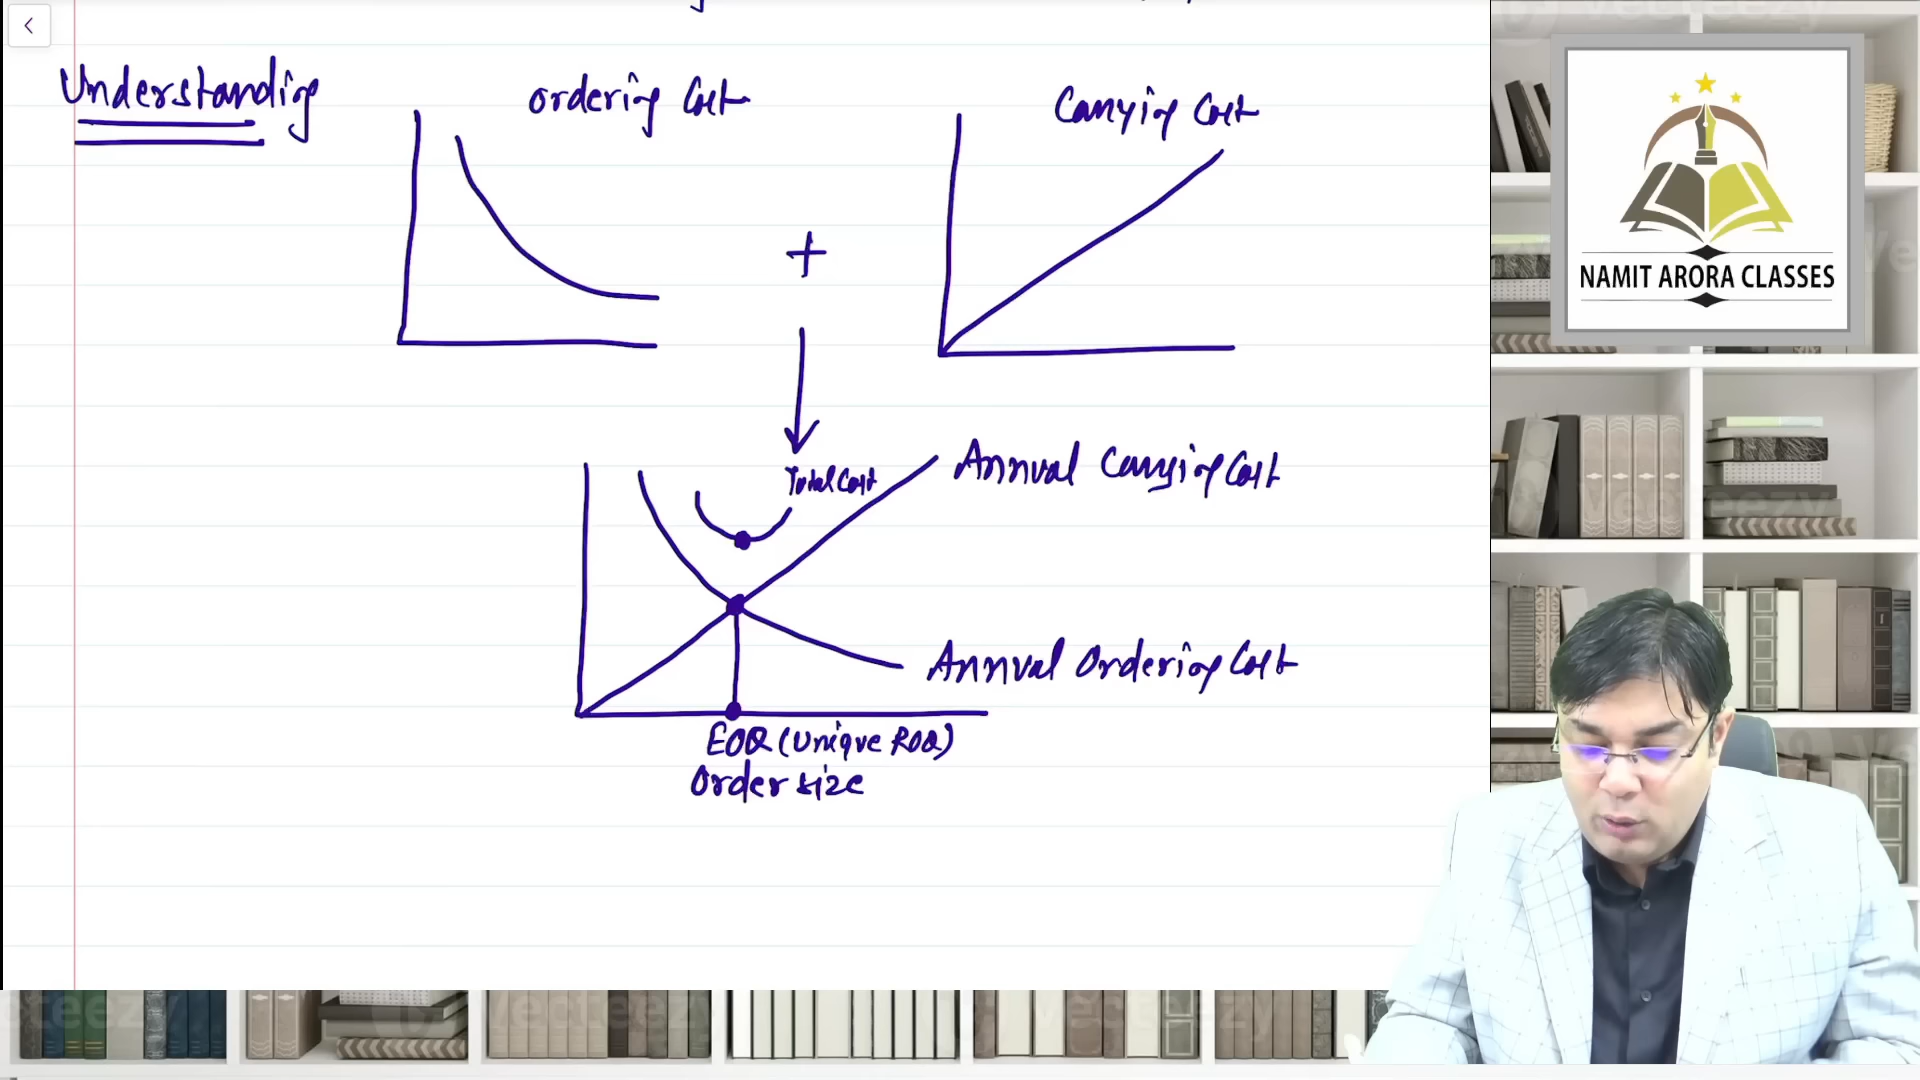 Understanding
Ordering Cost
Carrying Cost
+
Total Cost
Annual Carrying Cost
Annual Ordering Cost
EOQ (Unique ROQ)
Order size
NAMIT ARORA CLASSES
vecteezy